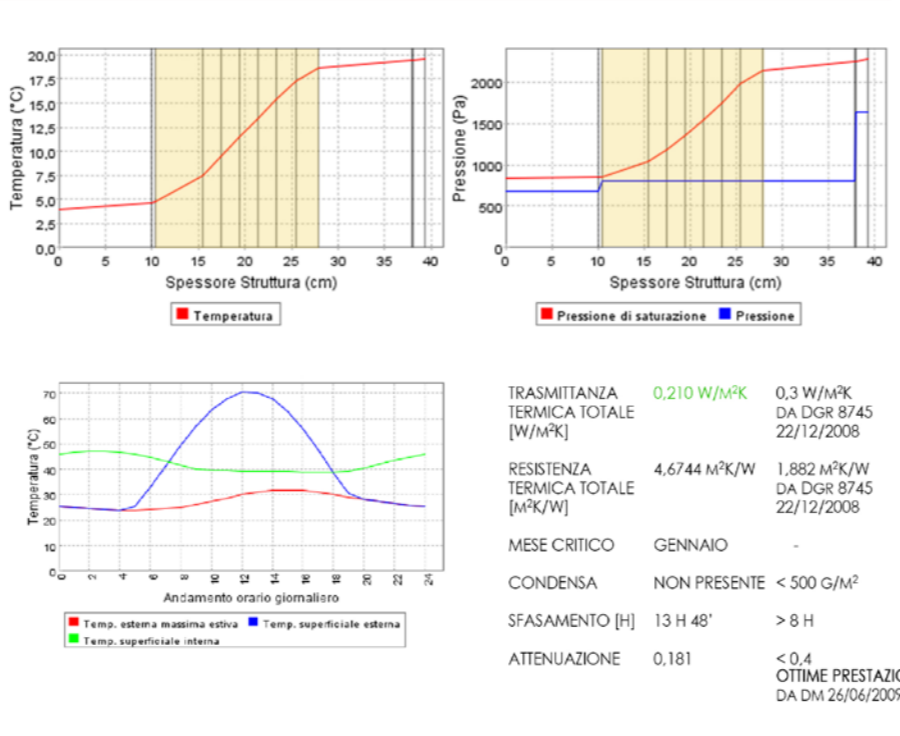 20,0
17,5
15,0
12,5
10,0
7,5
5,0
2,5
0,0
Temperatura (°C)
0 5 10 15 20 25 30 35 40
Spessore Struttura (cm)
Temperatura
2000
1500
1000
500
0
Pressione (Pa)
0 5 10 15 20 25 30 35 40
Spessore Struttura (cm)
Pressione di saturazione Pressione
70
60
50
40
30
20
10
0
Temperatura (°C)
0 2 4 6 8 10 12 14 16 18 20 22 24
Andamento orario giornaliero
Temp. esterna massima estiva Temp. superficiale esterna
Temp. superficiale interna
TRASMITTANZA 0,210 W/M²K 0,3 W/M²K
TERMICA TOTALE DA DGR 8745
[W/M²K] 22/12/2008
RESISTENZA 4,6744 M²K/W 1,882 M²K/W
TERMICA TOTALE DA DGR 8745
[M²K/W] 22/12/2008
MESE CRITICO GENNAIO -
CONDENSA NON PRESENTE < 500 G/M²
SFASAMENTO [H] 13 H 48' > 8 H
ATTENUAZIONE 0,181 < 0,4
OTTIME PRESTAZIO
DA DM 26/06/2009